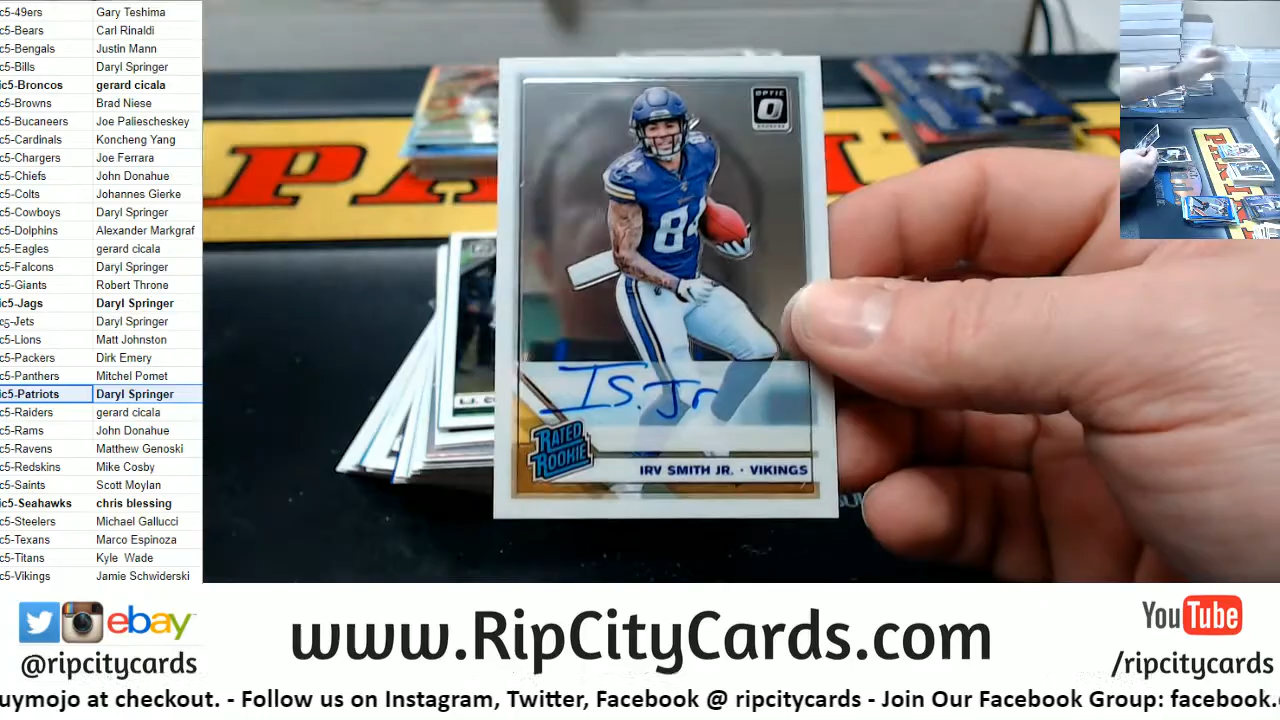 c5-49ers Gary Teshima
c5-Bears Carl Rinaldi
c5-Bengals Justin Mann
c5-Bills Daryl Springer
ic5-Broncos gerard cicala
c5-Browns Brad Niese
c5-Bucaneers Joe Paliescheskey
c5-Cardinals Koncheng Yang
c5-Chargers Joe Ferrara
c5-Chiefs John Donahue
c5-Colts Johannes Gierke
c5-Cowboys Daryl Springer
c5-Dolphins Alexander Markgraf
c5-Eagles gerard cicala
c5-Falcons Daryl Springer
c5-Giants Robert Throne
ic5-Jags Daryl Springer
c5-Jets Daryl Springer
c5-Lions Matt Johnston
c5-Packers Dirk Emery
c5-Panthers Mitchel Pomet
ic5-Patriots Daryl Springer
c5-Raiders gerard cicala
c5-Rams John Donahue
c5-Ravens Matthew Genoski
c5-Redskins Mike Cosby
c5-Saints Scott Moylan
ic5-Seahawks chris blessing
c5-Steelers Michael Gallucci
c5-Texans Marco Espinoza
c5-Titans Kyle Wade
c5-Vikings Jamie Schwiderski
OPTIC
84
I S. Jr
RATED
ROOKIE
IRV SMITH JR. · VIKINGS
ebay
@ripcitycards
www.RipCityCards.com
YouTube
/ripcitycards
uymojo at checkout. - Follow us on Instagram, Twitter, Facebook @ ripcitycards - Join Our Facebook Group: facebook.